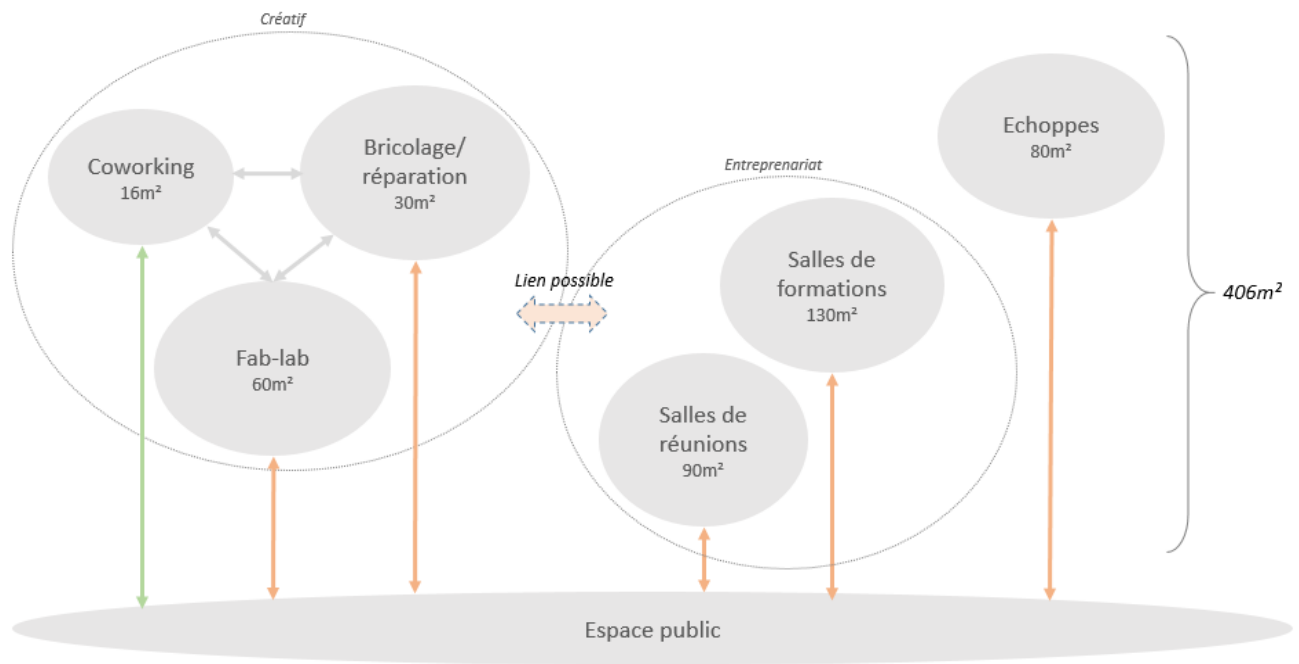 Créatif
Coworking
16m²
Bricolage/
réparation
30m²
Fab-lab
60m²
Lien possible
Entreprenariat
Salles de
formations
130m²
Salles de
réunions
90m²
Echoppes
80m²
406m²
Espace public